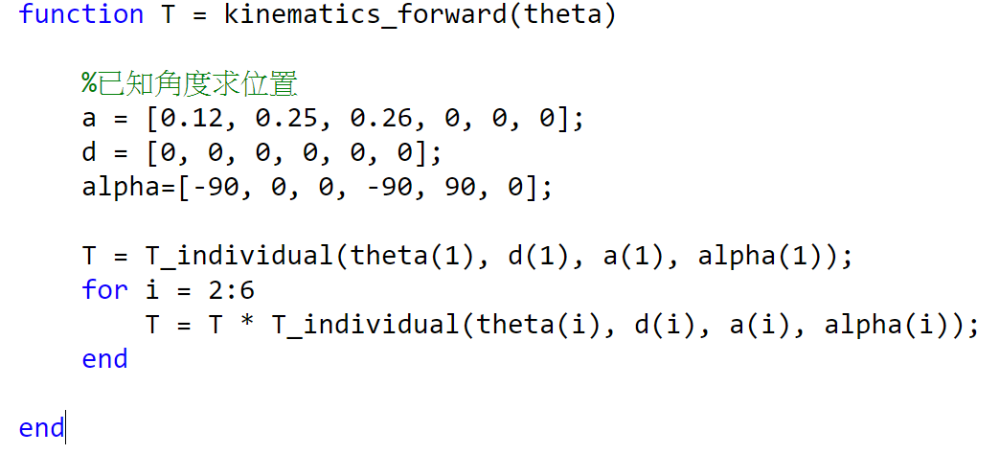 function T = kinematics_forward(theta)
%已知角度求位置
a = [0.12, 0.25, 0.26, 0, 0, 0];
d = [0, 0, 0, 0, 0, 0];
alpha=[-90, 0, 0, -90, 90, 0];
T = T_individual(theta(1), d(1), a(1), alpha(1));
for i = 2:6
T = T * T_individual(theta(i), d(i), a(i), alpha(i));
end
end